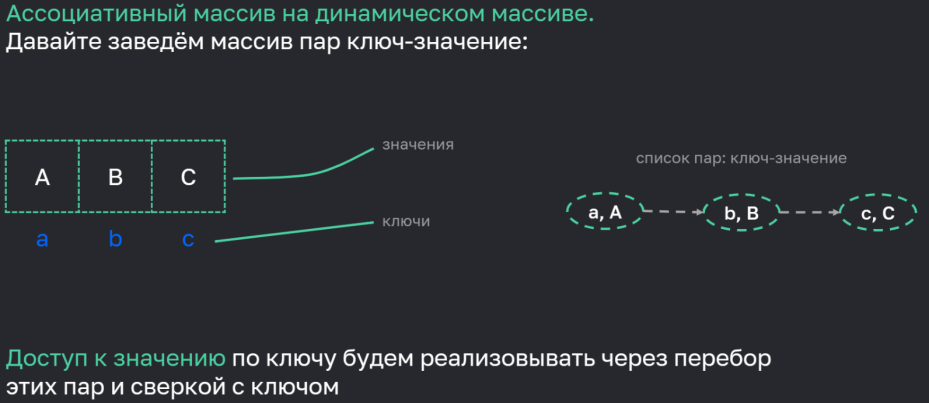 Ассоциативный массив на динамическом массиве.
Давайте заведём массив пар ключ-значение:
значения
список пар: ключ-значение
A B C
a, A b, B c, C
ключи
a b c
Доступ к значению по ключу будем реализовывать через перебор
этих пар и сверкой с ключом